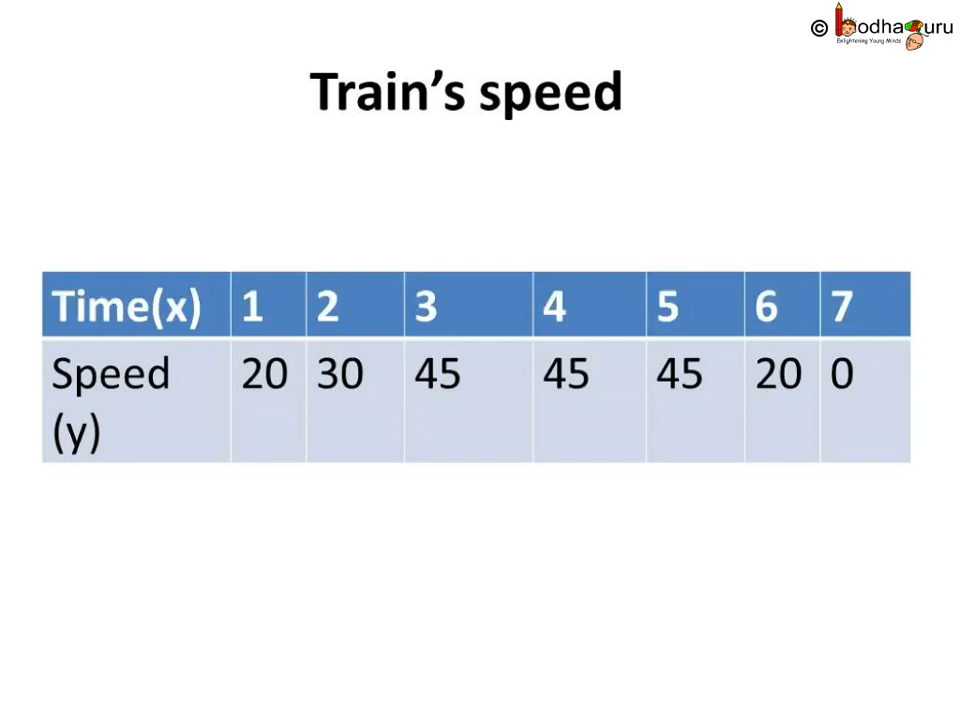 © BodhaGuru
Enlightening Young Minds
Train’s speed
Time(x) 1 2 3 4 5 6 7
Speed 20 30 45 45 45 20 0
(y)